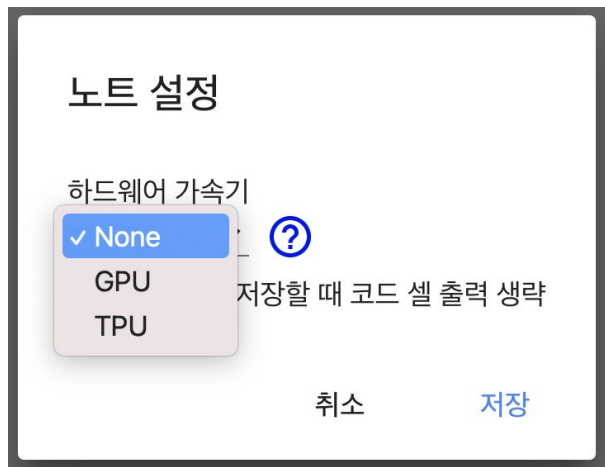 노트 설정
하드웨어 가속기
✓ None
?
GPU
저장할 때 코드 셀 출력 생략
TPU
취소
저장